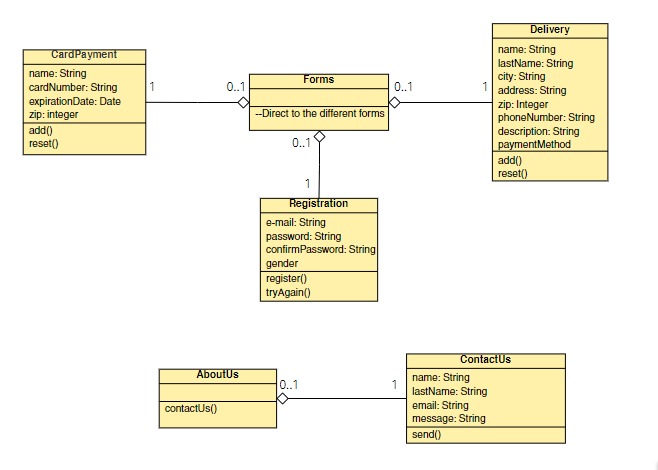 CardPayment
name: String
cardNumber: String
expirationDate: Date
zip: integer
add()
reset()
1
0..1
Forms
--Direct to the different forms
0..1
1
Delivery
name: String
lastName: String
city: String
address: String
zip: Integer
phoneNumber: String
description: String
paymentMethod
add()
reset()
0..1
1
Registration
e-mail: String
password: String
confirmPassword: String
gender
register()
tryAgain()
AboutUs
contactUs()
0..1
1
ContactUs
name: String
lastName: String
email: String
message: String
send()